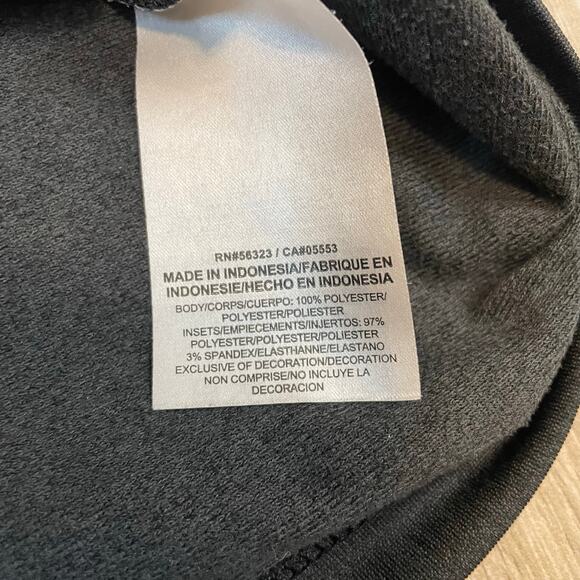 RN#56323 / CA#05553
MADE IN INDONESIA/FABRIQUE EN
INDONESIE/HECHO EN INDONESIA
BODY/CORPS/CUERPO: 100% POLYESTER/
POLYESTER/POLIESTER
INSETS/EMPIECEMENTS/INJERTOS: 97%
POLYESTER/POLYESTER/POLIESTER
3% SPANDEX/ELASTHANNE/ELASTANO
EXCLUSIVE OF DECORATION/DECORATION
NON COMPRISE/NO INCLUYE LA
DECORACION